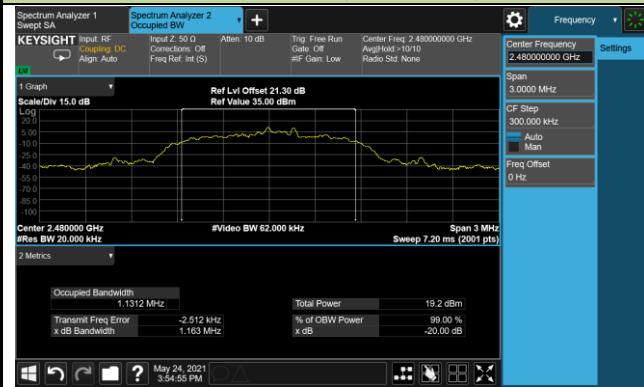 Spectrum Analyzer 1
Swept SA
Spectrum Analyzer 2
Occupied BW
Frequency
KEYSIGHT
Input: RF
Coupling: DC
Align: Auto
Input Z: 50 Ω
Corrections: Off
Freq Ref: Int (S)
Atten: 10 dB
Trig: Free Run
Gate: Off
#IF Gain: Low
Center Freq: 2.480000000 GHz
Avg|Hold:>10/10
Radio Std: None
Center Frequency
2.480000000 GHz
Settings
Span
3.0000 MHz
CF Step
300.000 kHz
Auto
Man
Freq Offset
0 Hz
1 Graph
Scale/Div 15.0 dB
Ref Lvl Offset 21.30 dB
Ref Value 35.00 dBm
Log
20.0
5.00
-10.0
-25.0
-40.0
-55.0
-70.0
-85.0
-100
Center 2.480000 GHz
#Res BW 20.000 kHz
#Video BW 62.000 kHz
Span 3 MHz
Sweep 7.20 ms (2001 pts)
2 Metrics
Occupied Bandwidth
1.1312 MHz
Total Power 19.2 dBm
Transmit Freq Error -2.512 kHz
% of OBW Power 99.00 %
x dB Bandwidth 1.163 MHz
x dB -20.00 dB
?
May 24, 2021
3:54:55 PM